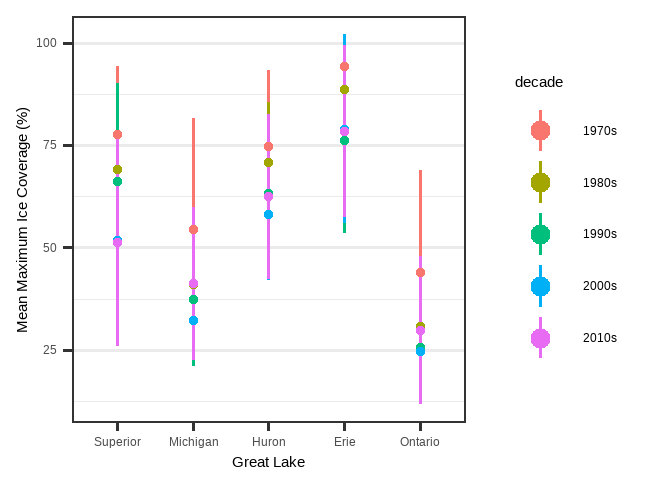 Mean Maximum Ice Coverage (%)
100
75
50
25
Superior
Michigan
Huron
Erie
Ontario
Great Lake
decade
1970s
1980s
1990s
2000s
2010s